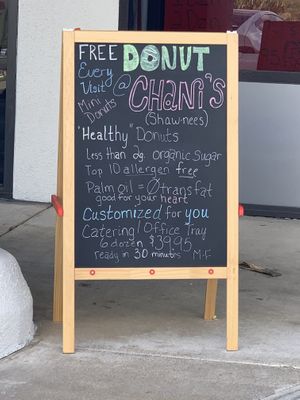 FREE DONUT
Every Visit @
Mini Donuts
CHANi'S
(Shaw-nees)
"Healthy" Donuts
Less than 2g. organic Sugar
Top 10 allergen free
Palm oil = 0 trans fat
good for your heart
Customized for you
Catering / Office Tray
6 dozen $39.95
ready in 30 minutes M-F